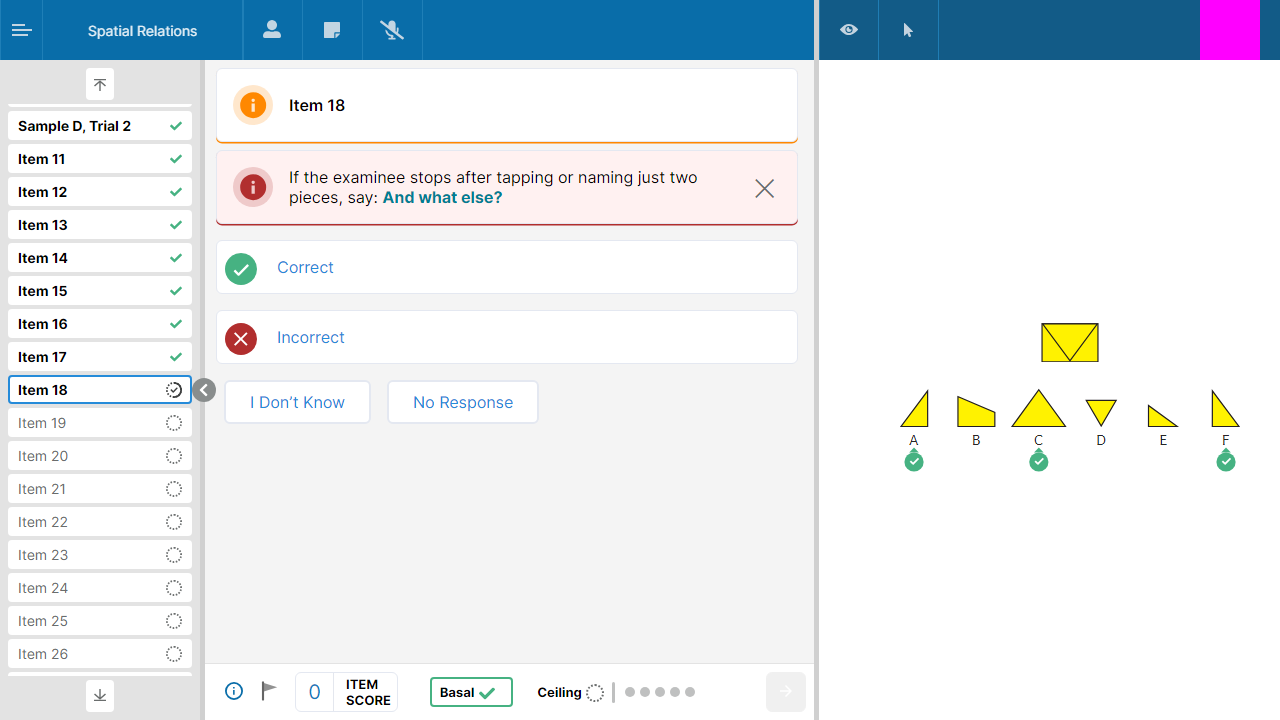 Spatial Relations
Sample D, Trial 2
Item 11
Item 12
Item 13
Item 14
Item 15
Item 16
Item 17
Item 18
Item 19
Item 20
Item 21
Item 22
Item 23
Item 24
Item 25
Item 26
Item 18
If the examinee stops after tapping or naming just two
pieces, say: And what else?
Correct
Incorrect
I Don’t Know
No Response
0
ITEM
SCORE
Basal
Ceiling
A B C D E F